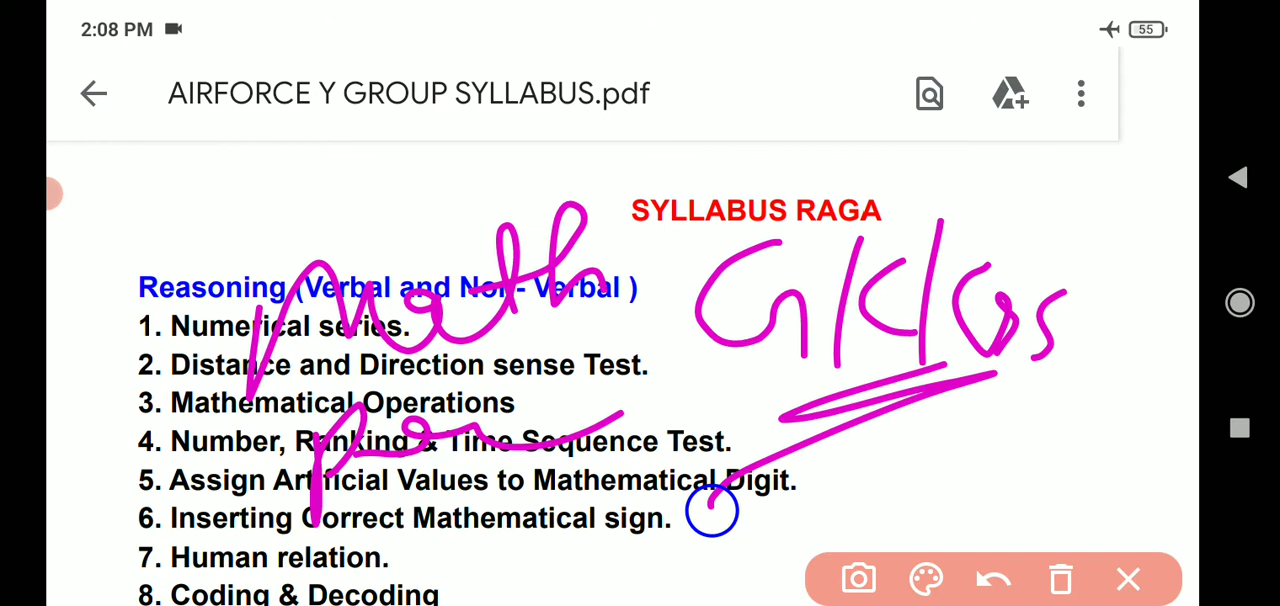 2:08 PM 55
AIRFORCE Y GROUP SYLLABUS.pdf
SYLLABUS RAGA
Reasoning (Verbal and Non- Verbal )
Math
1. Numerical series.
2. Distance and Direction sense Test.
3. Mathematical Operations
4. Number, Ranking & Time Sequence Test.
5. Assign Artificial Values to Mathematical Digit.
6. Inserting Correct Mathematical sign.
7. Human relation.
8. Coding & Decoding